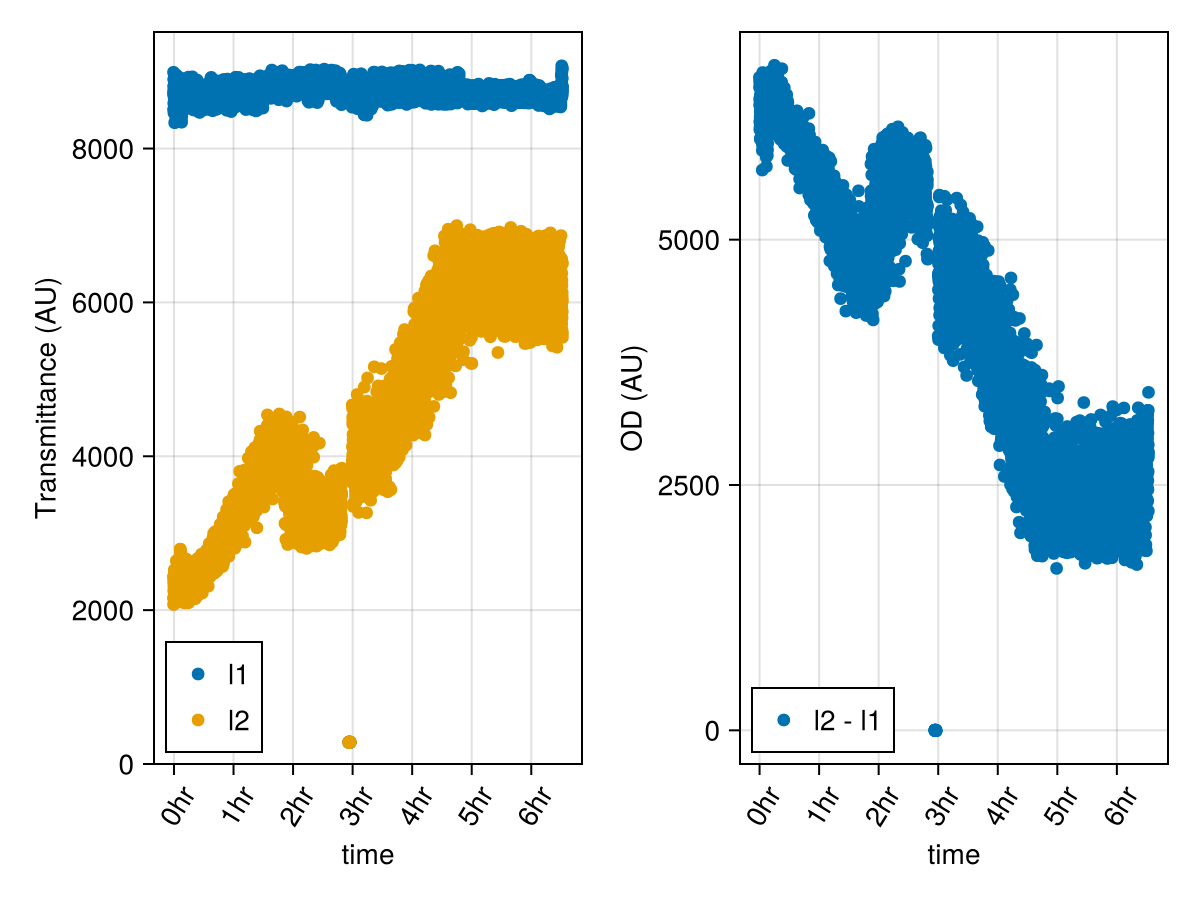 Transmittance (AU)
8000
6000
4000
2000
0
I1
I2
0hr
1hr
2hr
3hr
4hr
5hr
6hr
time
OD (AU)
5000
2500
0
I2 - I1
0hr
1hr
2hr
3hr
4hr
5hr
6hr
time